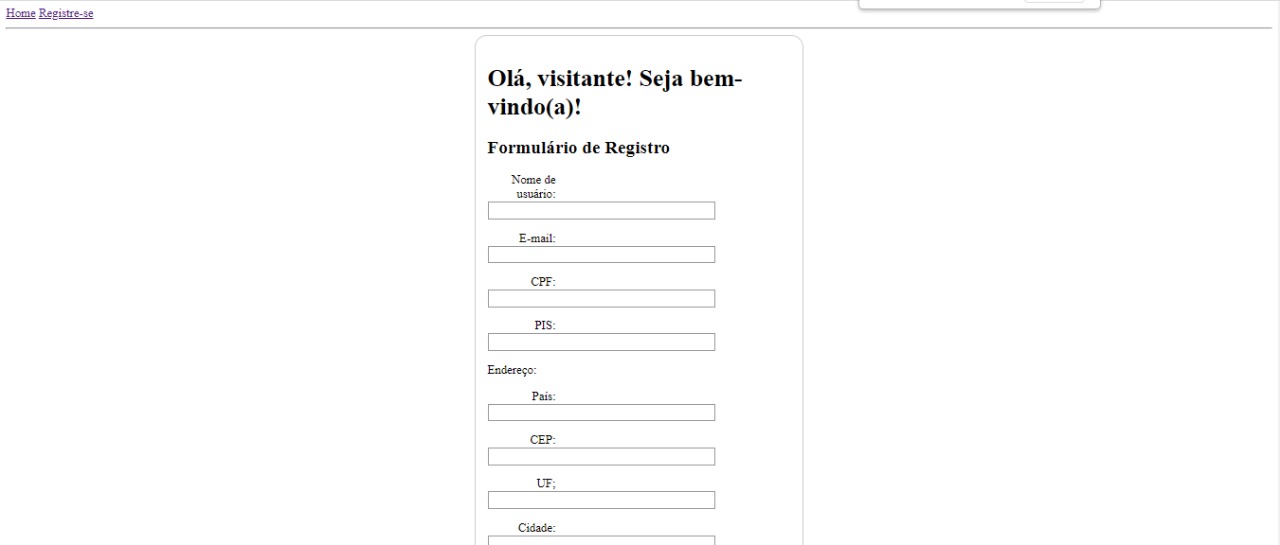 Home Registre-se
Olá, visitante! Seja bem-
vindo(a)!
Formulário de Registro
Nome de
usuário:
E-mail:
CPF:
PIS:
Endereço:
País:
CEP:
UF;
Cidade: